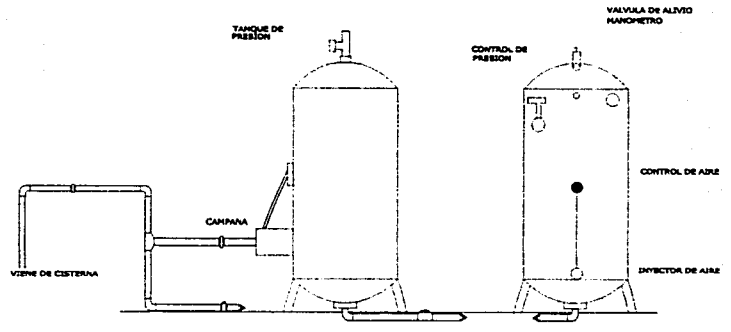 VALVULA DE ALIVIO
MANOMETRO
TANQUE DE
PRESION
CONTROL DE
PRESION
CONTROL DE AIRE
CAMPANA
VIENE DE CISTERNA
INYECTOR DE AIRE